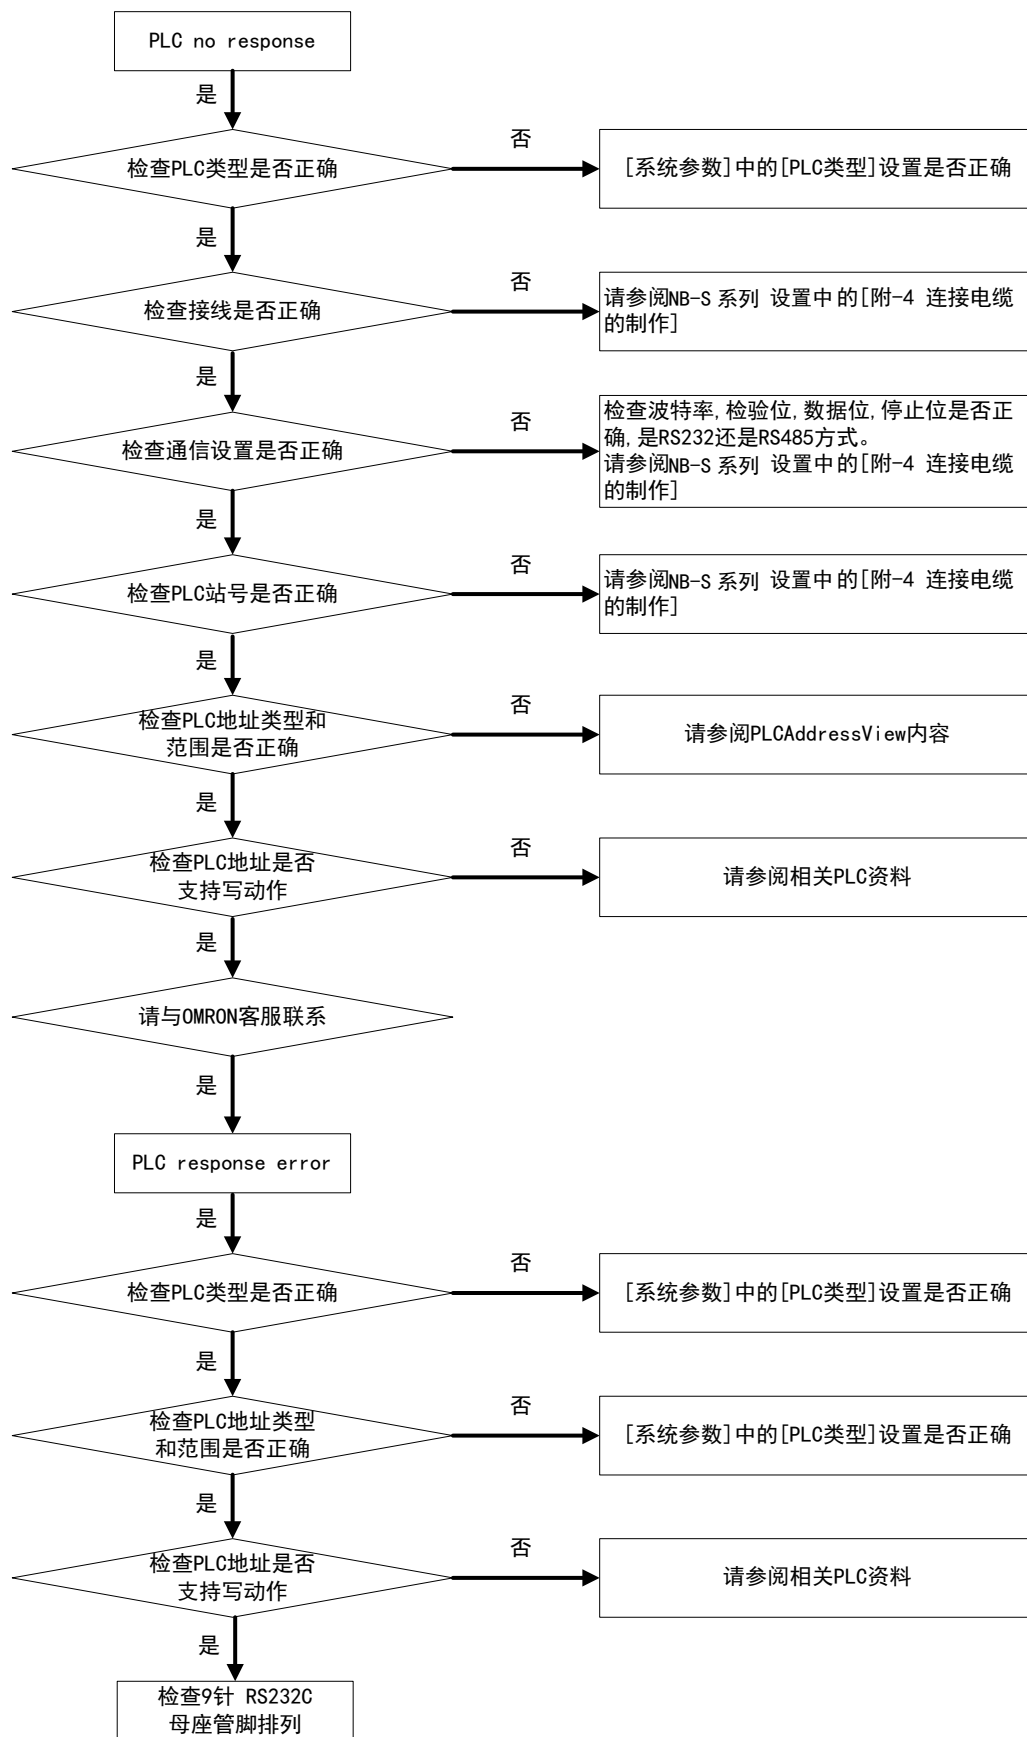 PLC no response
是
检查PLC类型是否正确
否
[系统参数]中的[PLC类型]设置是否正确
是
检查接线是否正确
否
请参阅NB-S 系列 设置中的[附-4 连接电缆
的制作]
是
检查通信设置是否正确
否
检查波特率,检验位,数据位,停止位是否正
确,是RS232还是RS485方式。
请参阅NB-S 系列 设置中的[附-4 连接电缆
的制作]
是
检查PLC站号是否正确
否
请参阅NB-S 系列 设置中的[附-4 连接电缆
的制作]
是
检查PLC地址类型和
范围是否正确
否
请参阅PLCAddressView内容
是
检查PLC地址是否
支持写动作
否
请参阅相关PLC资料
是
请与OMRON客服联系
是
PLC response error
是
检查PLC类型是否正确
否
[系统参数]中的[PLC类型]设置是否正确
是
检查PLC地址类型
和范围是否正确
否
[系统参数]中的[PLC类型]设置是否正确
是
检查PLC地址是否
支持写动作
否
请参阅相关PLC资料
是
检查9针 RS232C
母座管脚排列